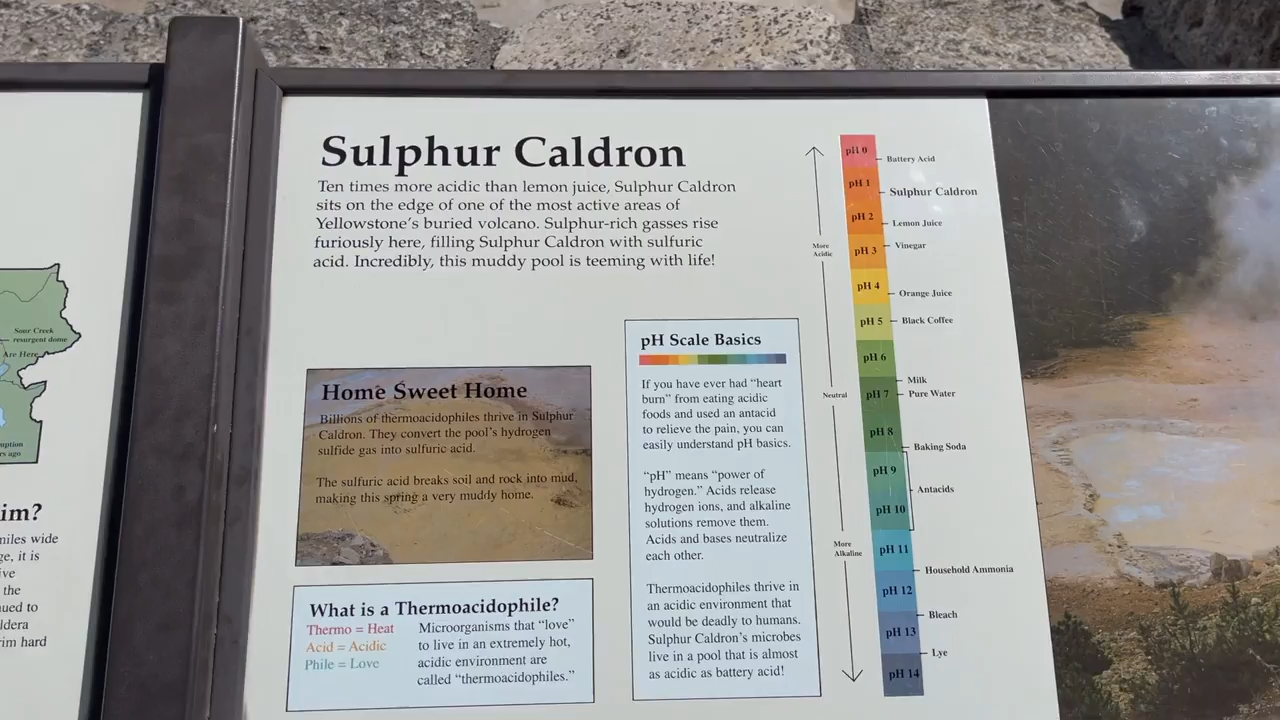 Sour Creek
resurgent dome
Are Here
im?
miles wide
ge, it is
ive
the
ued to
ldera
rim hard
Sulphur Caldron
Ten times more acidic than lemon juice, Sulphur Caldron
sits on the edge of one of the most active areas of
Yellowstone's buried volcano. Sulphur-rich gasses rise
furiously here, filling Sulphur Caldron with sulfuric
acid. Incredibly, this muddy pool is teeming with life!
Home Sweet Home
Billions of thermoacidophiles thrive in Sulphur
Caldron. They convert the pool's hydrogen
sulfide gas into sulfuric acid.
The sulfuric acid breaks soil and rock into mud,
making this spring a very muddy home.
What is a Thermoacidophile?
Thermo = Heat
Acid = Acidic
Phile = Love
Microorganisms that "love"
to live in an extremely hot,
acidic environment are
called "thermoacidophiles."
pH Scale Basics
If you have ever had "heart
burn" from eating acidic
foods and used an antacid
to relieve the pain, you can
easily understand pH basics.
"pH" means "power of
hydrogen." Acids release
hydrogen ions, and alkaline
solutions remove them.
Acids and bases neutralize
each other.
Thermoacidophiles thrive in
an acidic environment that
would be deadly to humans.
Sulphur Caldron's microbes
live in a pool that is almost
as acidic as battery acid!
More
Acidic
Neutral
More
Alkaline
pH 0
Battery Acid
pH 1
Sulphur Caldron
pH 2
Lemon Juice
pH 3
Vinegar
pH 4
Orange Juice
pH 5
Black Coffee
pH 6
Milk
pH 7
Pure Water
pH 8
Baking Soda
pH 9
Antacids
pH 10
pH 11
Household Ammonia
pH 12
Bleach
pH 13
Lye
pH 14